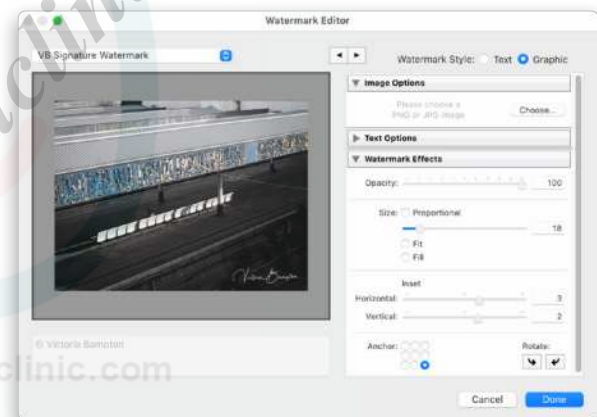 Watermark Editor
VB Signature Watermark
Watermark Style: Text Graphic
Image Options
Please choose a
PNG or JPG image
Choose...
Text Options
Watermark Effects
Opacity: 100
Size: Proportional
18
Fit
Fill
Inset
Horizontal: 3
Vertical: 2
Anchor: Rotate:
Victoria Bampton
© Victoria Bampton
clinic.com
Cancel Done